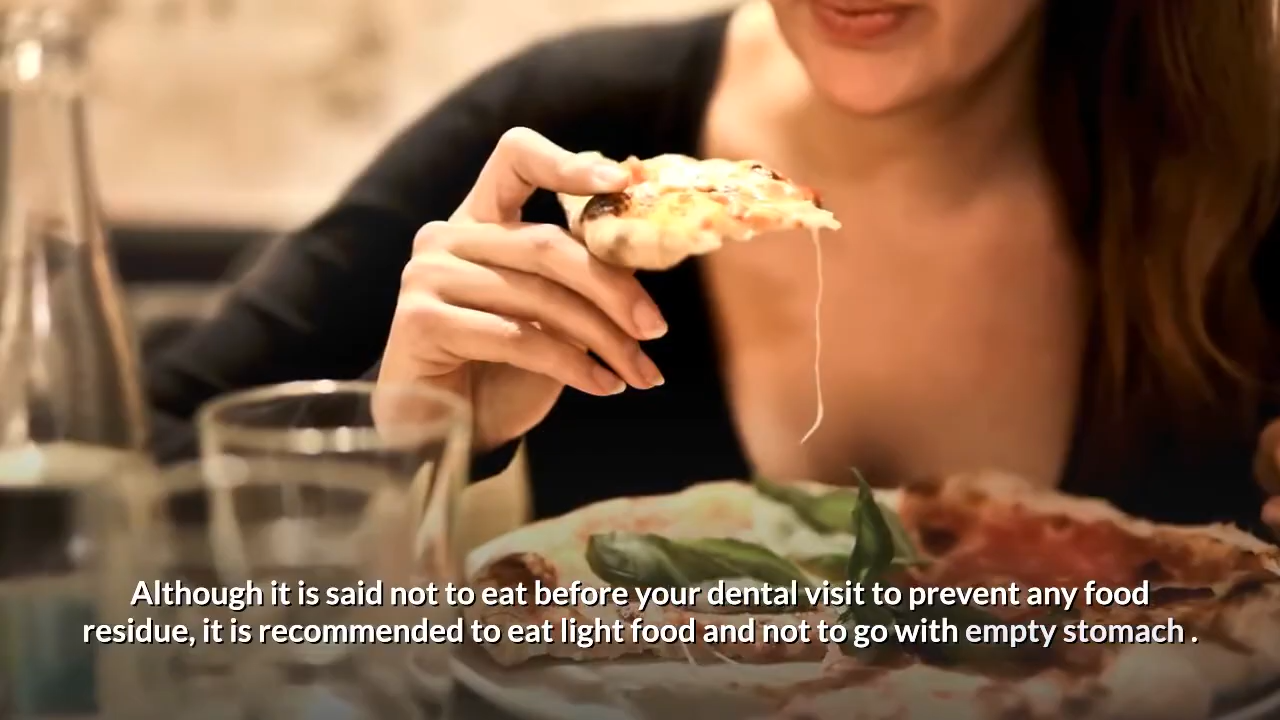 Although it is said not to eat before your dental visit to prevent any food
residue, it is recommended to eat light food and not to go with empty stomach .